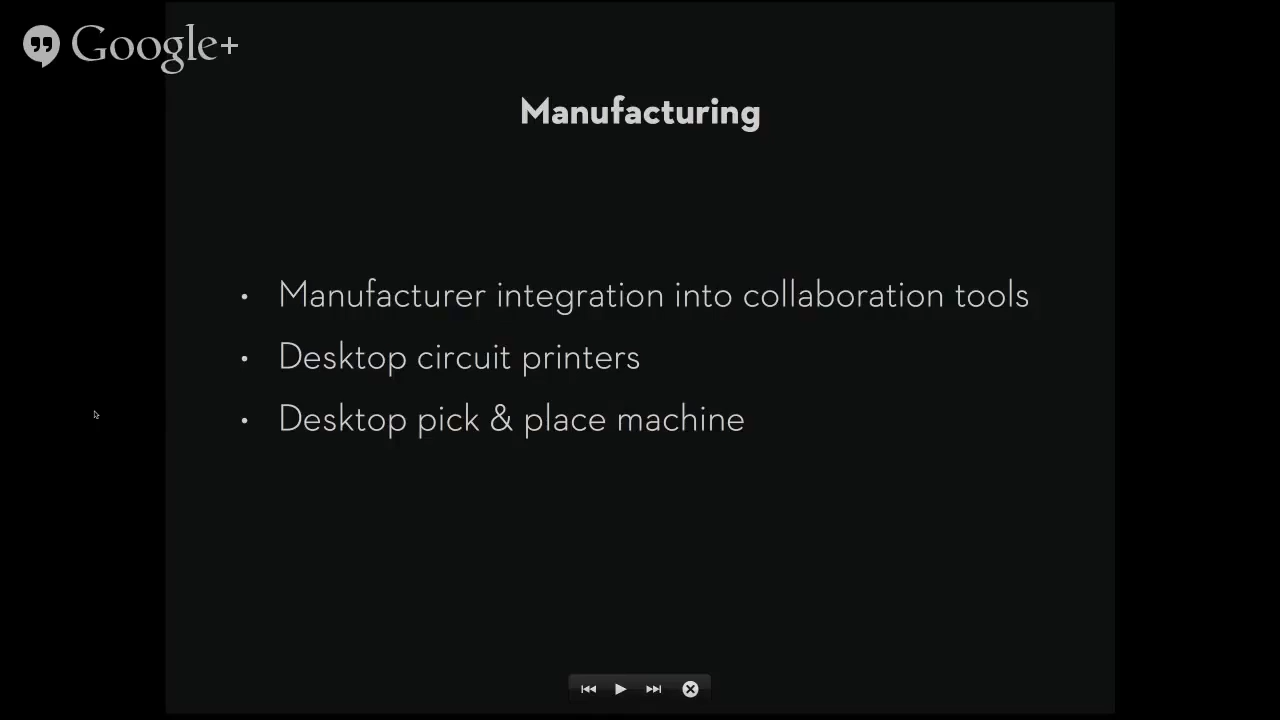 Google+
Manufacturing
• Manufacturer integration into collaboration tools
• Desktop circuit printers
• Desktop pick & place machine